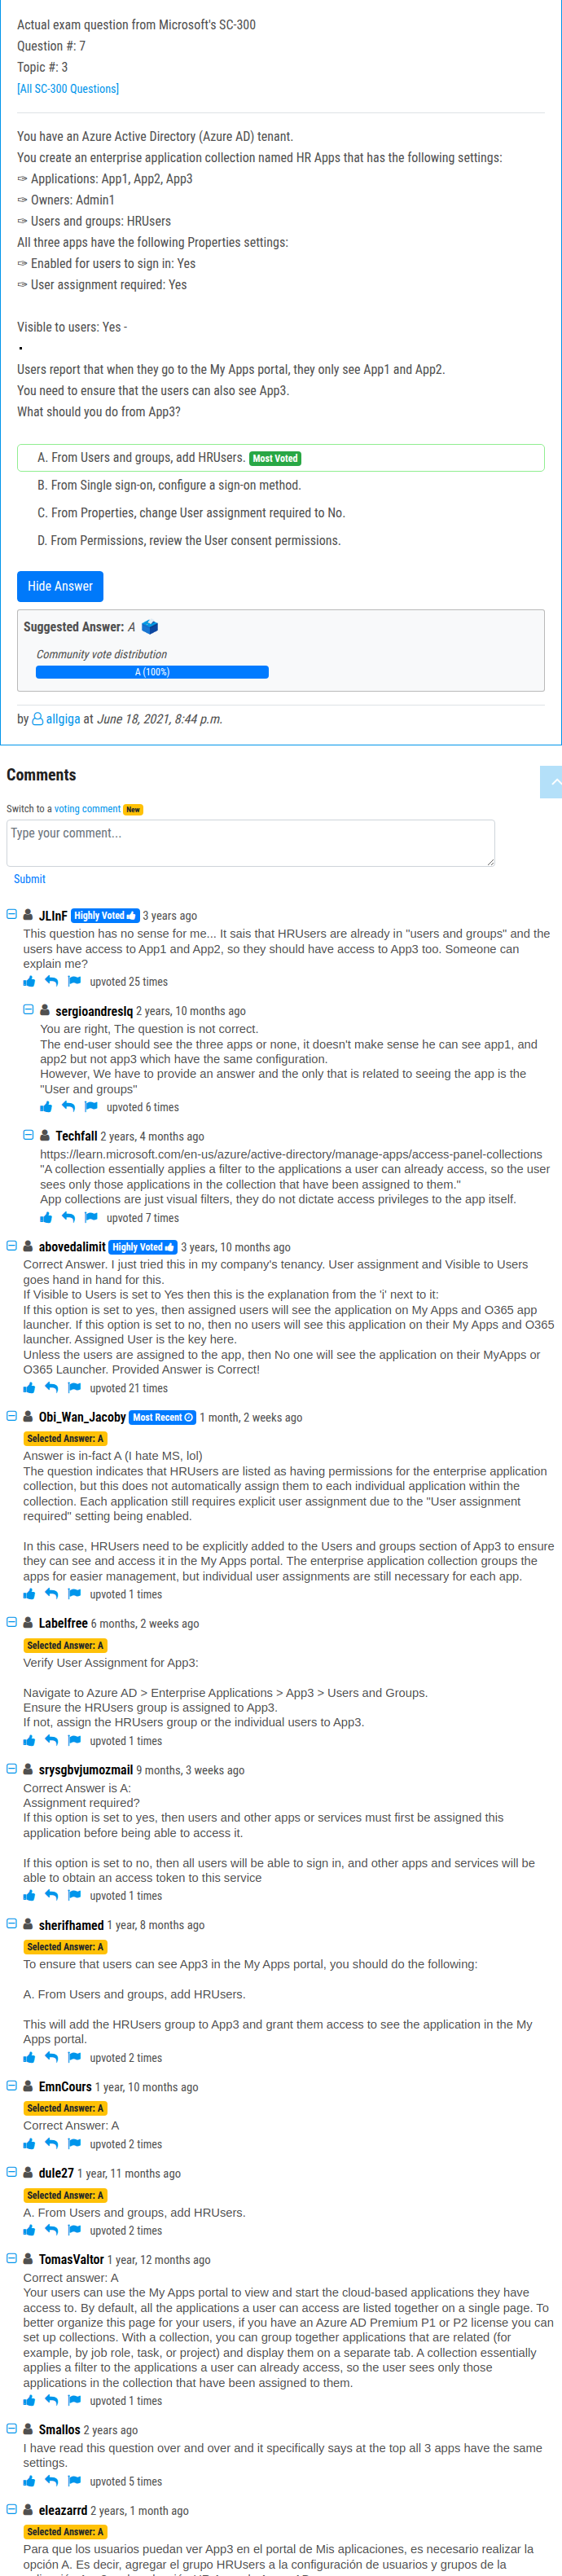 Actual exam question from Microsoft's SC-300
Question #: 7
Topic #: 3
[All SC-300 Questions]
You have an Azure Active Directory (Azure AD) tenant.
You create an enterprise application collection named HR Apps that has the following settings:
✑ Applications: App1, App2, App3
✑ Owners: Admin1
✑ Users and groups: HRUsers
All three apps have the following Properties settings:
✑ Enabled for users to sign in: Yes
✑ User assignment required: Yes
Visible to users: Yes -
▪
Users report that when they go to the My Apps portal, they only see App1 and App2.
You need to ensure that the users can also see App3.
What should you do from App3?
A. From Users and groups, add HRUsers. Most Voted
B. From Single sign-on, configure a sign-on method.
C. From Properties, change User assignment required to No.
D. From Permissions, review the User consent permissions.
Hide Answer
Suggested Answer: A
Community vote distribution
A (100%)
by allgiga at June 18, 2021, 8:44 p.m.
Comments
Switch to a voting comment New
Type your comment...
Submit
JLInF Highly Voted 3 years ago
This question has no sense for me... It sais that HRUsers are already in "users and groups" and the
users have access to App1 and App2, so they should have access to App3 too. Someone can
explain me?
upvoted 25 times
sergioandreslq 2 years, 10 months ago
You are right, The question is not correct.
The end-user should see the three apps or none, it doesn't make sense he can see app1, and
app2 but not app3 which have the same configuration.
However, We have to provide an answer and the only that is related to seeing the app is the
"User and groups"
upvoted 6 times
Techfall 2 years, 4 months ago
https://learn.microsoft.com/en-us/azure/active-directory/manage-apps/access-panel-collections
"A collection essentially applies a filter to the applications a user can already access, so the user
sees only those applications in the collection that have been assigned to them."
App collections are just visual filters, they do not dictate access privileges to the app itself.
upvoted 7 times
abovedalimit Highly Voted 3 years, 10 months ago
Correct Answer. I just tried this in my company's tenancy. User assignment and Visible to Users
goes hand in hand for this.
If Visible to Users is set to Yes then this is the explanation from the 'i' next to it:
If this option is set to yes, then assigned users will see the application on My Apps and O365 app
launcher. If this option is set to no, then no users will see this application on their My Apps and O365
launcher. Assigned User is the key here.
Unless the users are assigned to the app, then No one will see the application on their MyApps or
O365 Launcher. Provided Answer is Correct!
upvoted 21 times
Obi_Wan_Jacoby Most Recent 1 month, 2 weeks ago
Selected Answer: A
Answer is in-fact A (I hate MS, lol)
The question indicates that HRUsers are listed as having permissions for the enterprise application
collection, but this does not automatically assign them to each individual application within the
collection. Each application still requires explicit user assignment due to the "User assignment
required" setting being enabled.
In this case, HRUsers need to be explicitly added to the Users and groups section of App3 to ensure
they can see and access it in the My Apps portal. The enterprise application collection groups the
apps for easier management, but individual user assignments are still necessary for each app.
upvoted 1 times
Labelfree 6 months, 2 weeks ago
Selected Answer: A
Verify User Assignment for App3:
Navigate to Azure AD > Enterprise Applications > App3 > Users and Groups.
Ensure the HRUsers group is assigned to App3.
If not, assign the HRUsers group or the individual users to App3.
upvoted 1 times
srysgbvjumozmail 9 months, 3 weeks ago
Correct Answer is A:
Assignment required?
If this option is set to yes, then users and other apps or services must first be assigned this
application before being able to access it.
If this option is set to no, then all users will be able to sign in, and other apps and services will be
able to obtain an access token to this service
upvoted 1 times
sherifhamed 1 year, 8 months ago
Selected Answer: A
To ensure that users can see App3 in the My Apps portal, you should do the following:
A. From Users and groups, add HRUsers.
This will add the HRUsers group to App3 and grant them access to see the application in the My
Apps portal.
upvoted 2 times
EmnCours 1 year, 10 months ago
Selected Answer: A
Correct Answer: A
upvoted 2 times
dule27 1 year, 11 months ago
Selected Answer: A
A. From Users and groups, add HRUsers.
upvoted 2 times
TomasValtor 1 year, 12 months ago
Correct answer: A
Your users can use the My Apps portal to view and start the cloud-based applications they have
access to. By default, all the applications a user can access are listed together on a single page. To
better organize this page for your users, if you have an Azure AD Premium P1 or P2 license you can
set up collections. With a collection, you can group together applications that are related (for
example, by job role, task, or project) and display them on a separate tab. A collection essentially
applies a filter to the applications a user can already access, so the user sees only those
applications in the collection that have been assigned to them.
upvoted 1 times
Smallos 2 years ago
I have read this question over and over and it specifically says at the top all 3 apps have the same
settings.
upvoted 5 times
eleazarrd 2 years, 1 month ago
Selected Answer: A
Para que los usuarios puedan ver App3 en el portal de Mis aplicaciones, es necesario realizar la
opción A. Es decir, agregar el grupo HRUsers a la configuración de usuarios y grupos de la